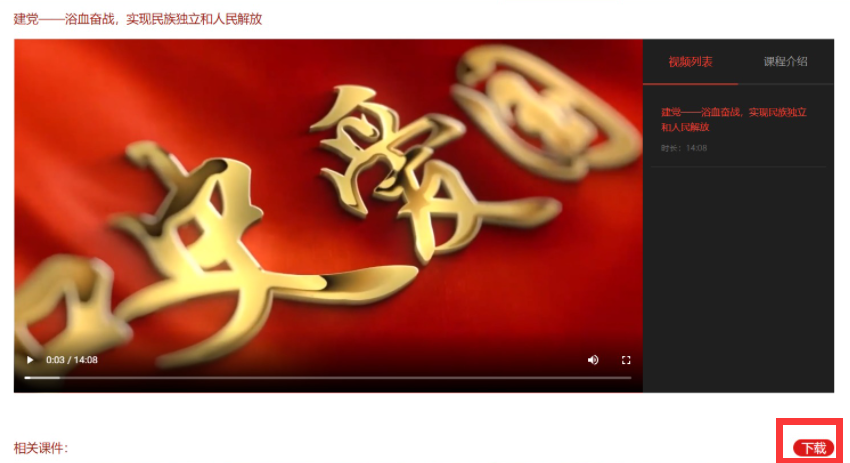 建党——浴血奋战，实现民族独立和人民解放
视频列表
课程介绍
建党——浴血奋战，实现民族独立
和人民解放
时长：14:08
0:03 / 14:08
相关课件：
下载